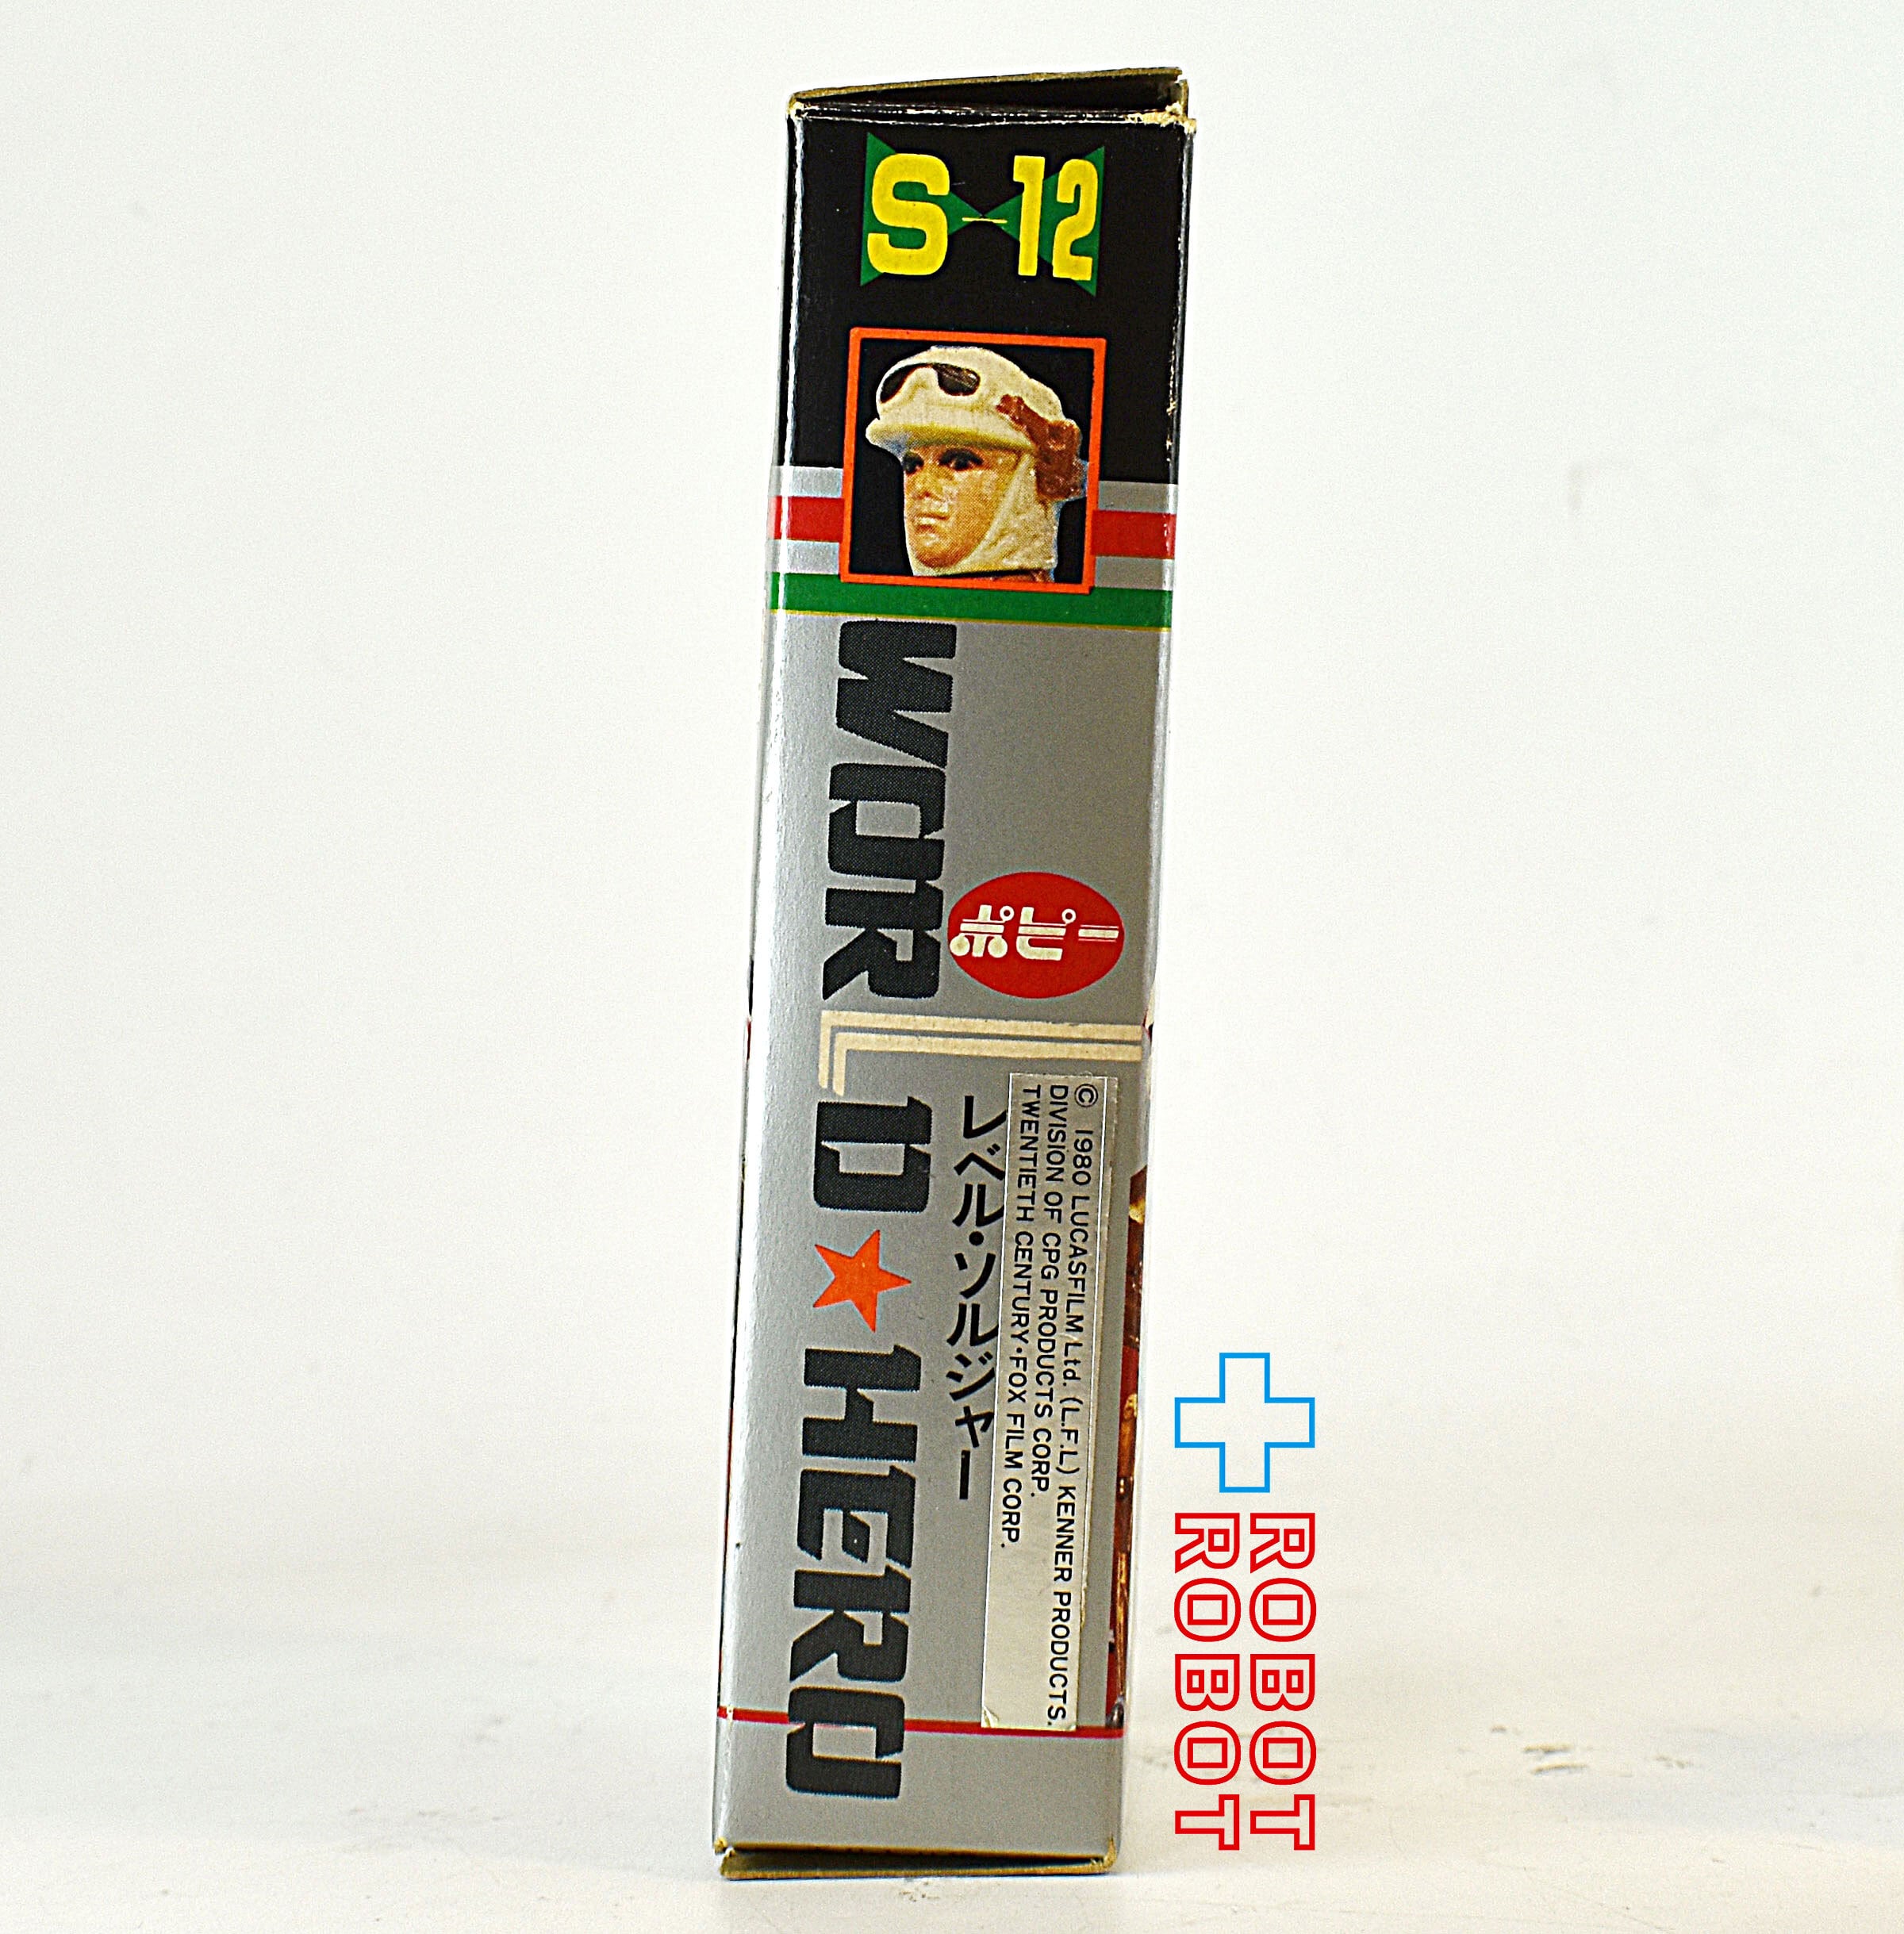 S-12
WORLD★HERO
ポピー
レベル・ソルジャー
© 1980 LUCASFILM Ltd. (L.F.L.) KENNER PRODUCTS.
DIVISION OF CPG PRODUCTS CORP.
TWENTIETH CENTURY・FOX FILM CORP.
ROBOT
ROBOT